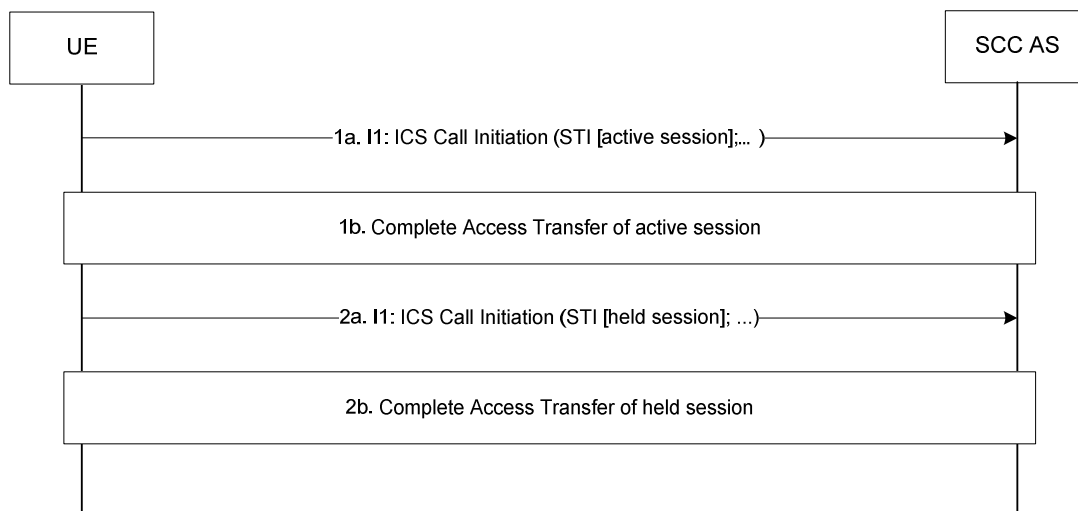 UE
SCC AS
1a. I1: ICS Call Initiation (STI [active session];... )
1b. Complete Access Transfer of active session
2a. I1: ICS Call Initiation (STI [held session]; ...)
2b. Complete Access Transfer of held session